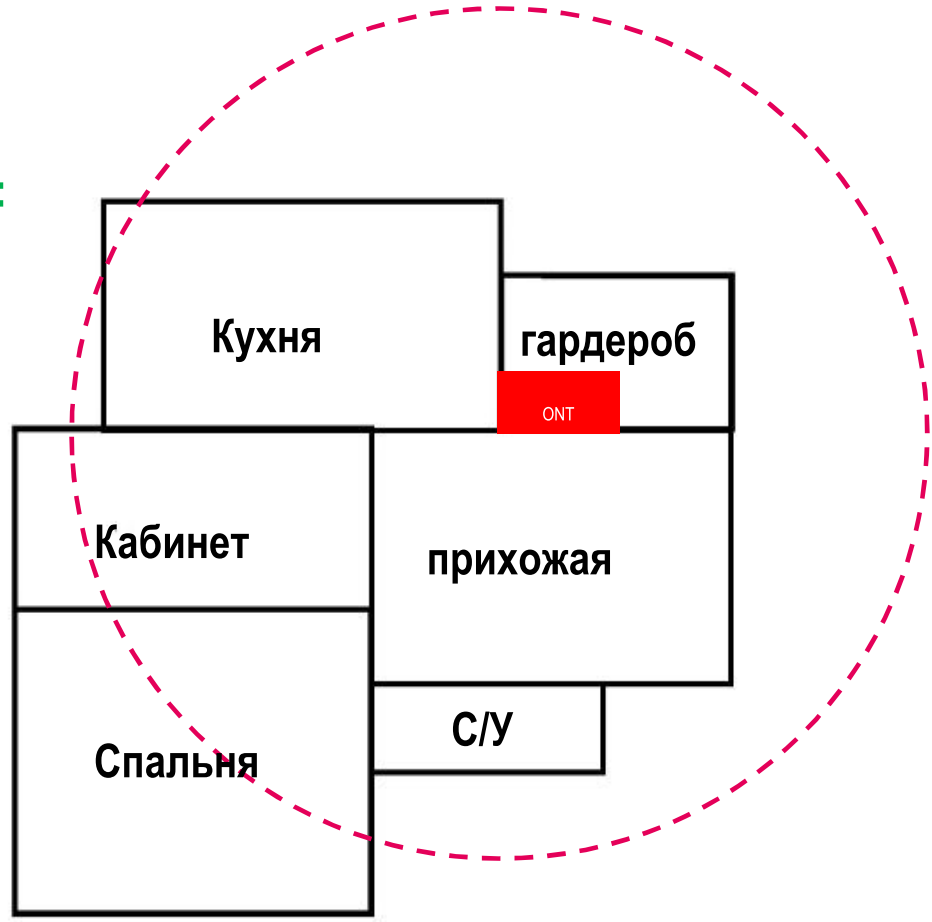 :
Кухня
гардероб
ONT
Кабинет
прихожая
С/У
Спальня